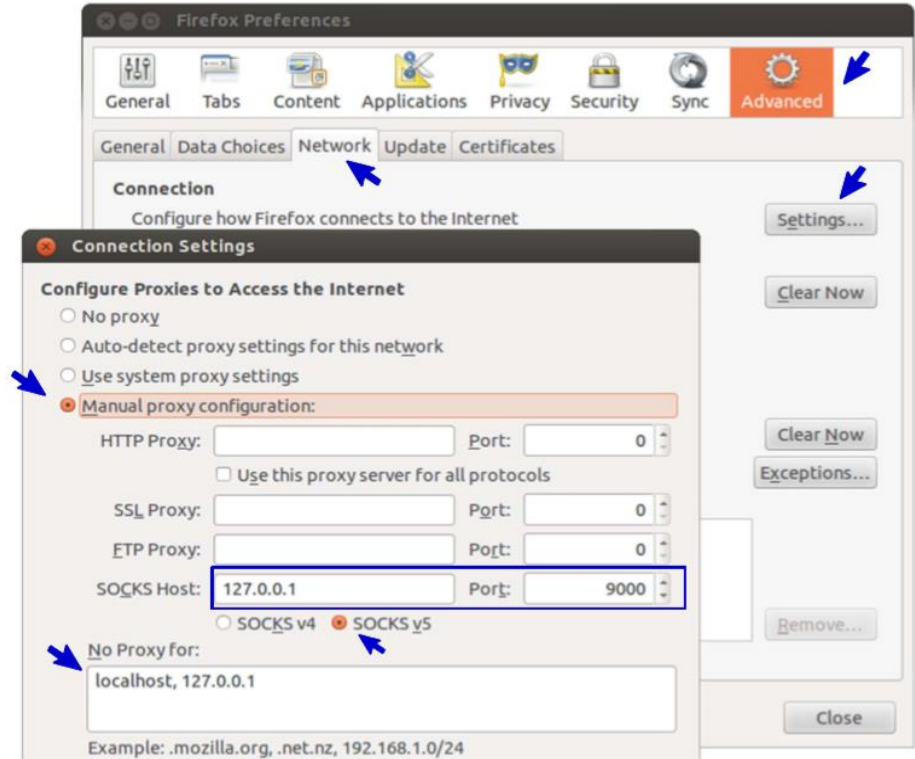 Firefox Preferences
General Tabs Content Applications Privacy Security Sync Advanced
General Data Choices Network Update Certificates
Connection
Configure how Firefox connects to the Internet
Settings...
Connection Settings
Configure Proxies to Access the Internet
Clear Now
No proxy
Auto-detect proxy settings for this network
Use system proxy settings
Manual proxy configuration:
HTTP Proxy: Port: 0
Clear Now
Use this proxy server for all protocols
Exceptions...
SSL Proxy: Port: 0
FTP Proxy: Port: 0
SOCKS Host: 127.0.0.1 Port: 9000
SOCKS v4 SOCKS v5
Remove...
No Proxy for:
localhost, 127.0.0.1
Close
Example: .mozilla.org, .net.nz, 192.168.1.0/24